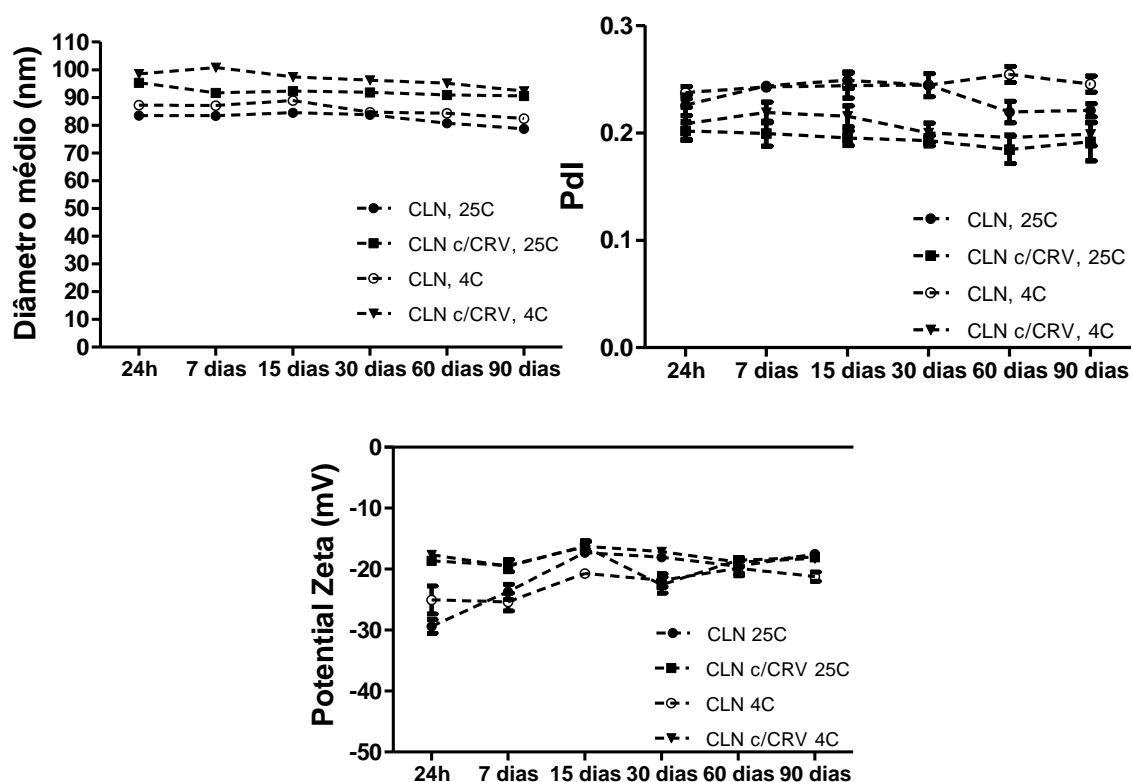 Diâmetro médio (nm)
110
100
90
80
70
60
50
40
30
20
10
0
CLN, 25C
CLN c/CRV, 25C
CLN, 4C
CLN c/CRV, 4C
24h 7 dias 15 dias 30 dias 60 dias 90 dias
PdI
0.3
0.2
0.1
0.0
CLN, 25C
CLN c/CRV, 25C
CLN, 4C
CLN c/CRV, 4C
24h 7 dias 15 dias 30 dias 60 dias 90 dias
Potential Zeta (mV)
0
-10
-20
-30
-40
-50
CLN 25C
CLN c/CRV 25C
CLN 4C
CLN c/CRV 4C
24h 7 dias 15 dias 30 dias 60 dias 90 dias